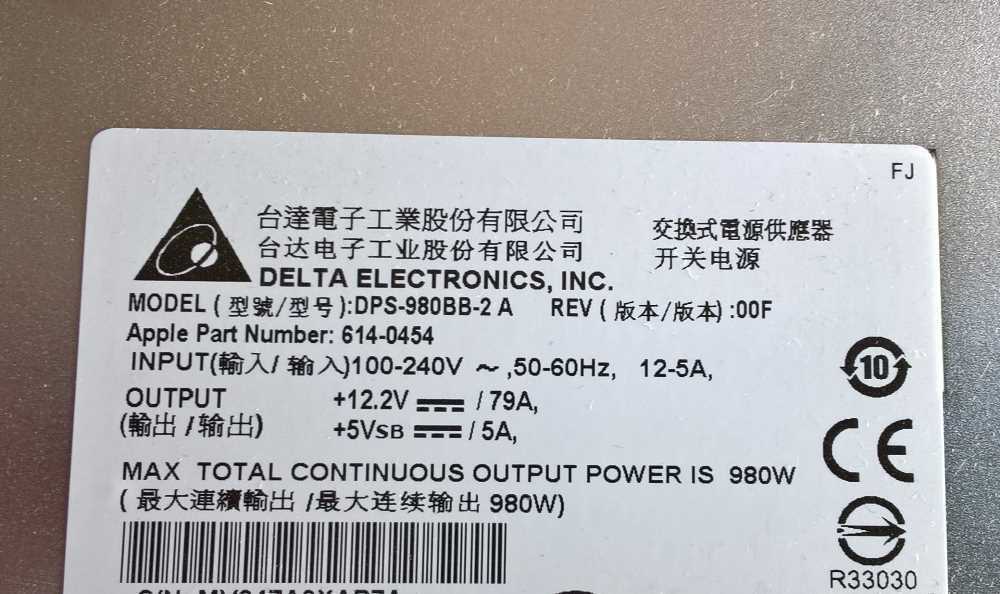 FJ
台達電子工業股份有限公司
台达电子工业股份有限公司
DELTA ELECTRONICS, INC.
交換式電源供應器
开关电源
MODEL ( 型號/型号 ):DPS-980BB-2 A REV ( 版本/版本) :00F
Apple Part Number: 614-0454
INPUT(輸入/ 输入)100-240V ～ ,50-60Hz, 12-5A,
OUTPUT +12.2V ⎓ / 79A,
(輸出 /输出) +5VSB ⎓ / 5A,
MAX TOTAL CONTINUOUS OUTPUT POWER IS 980W
( 最大連續輸出 /最大连续输出 980W)
10
CE
R33030